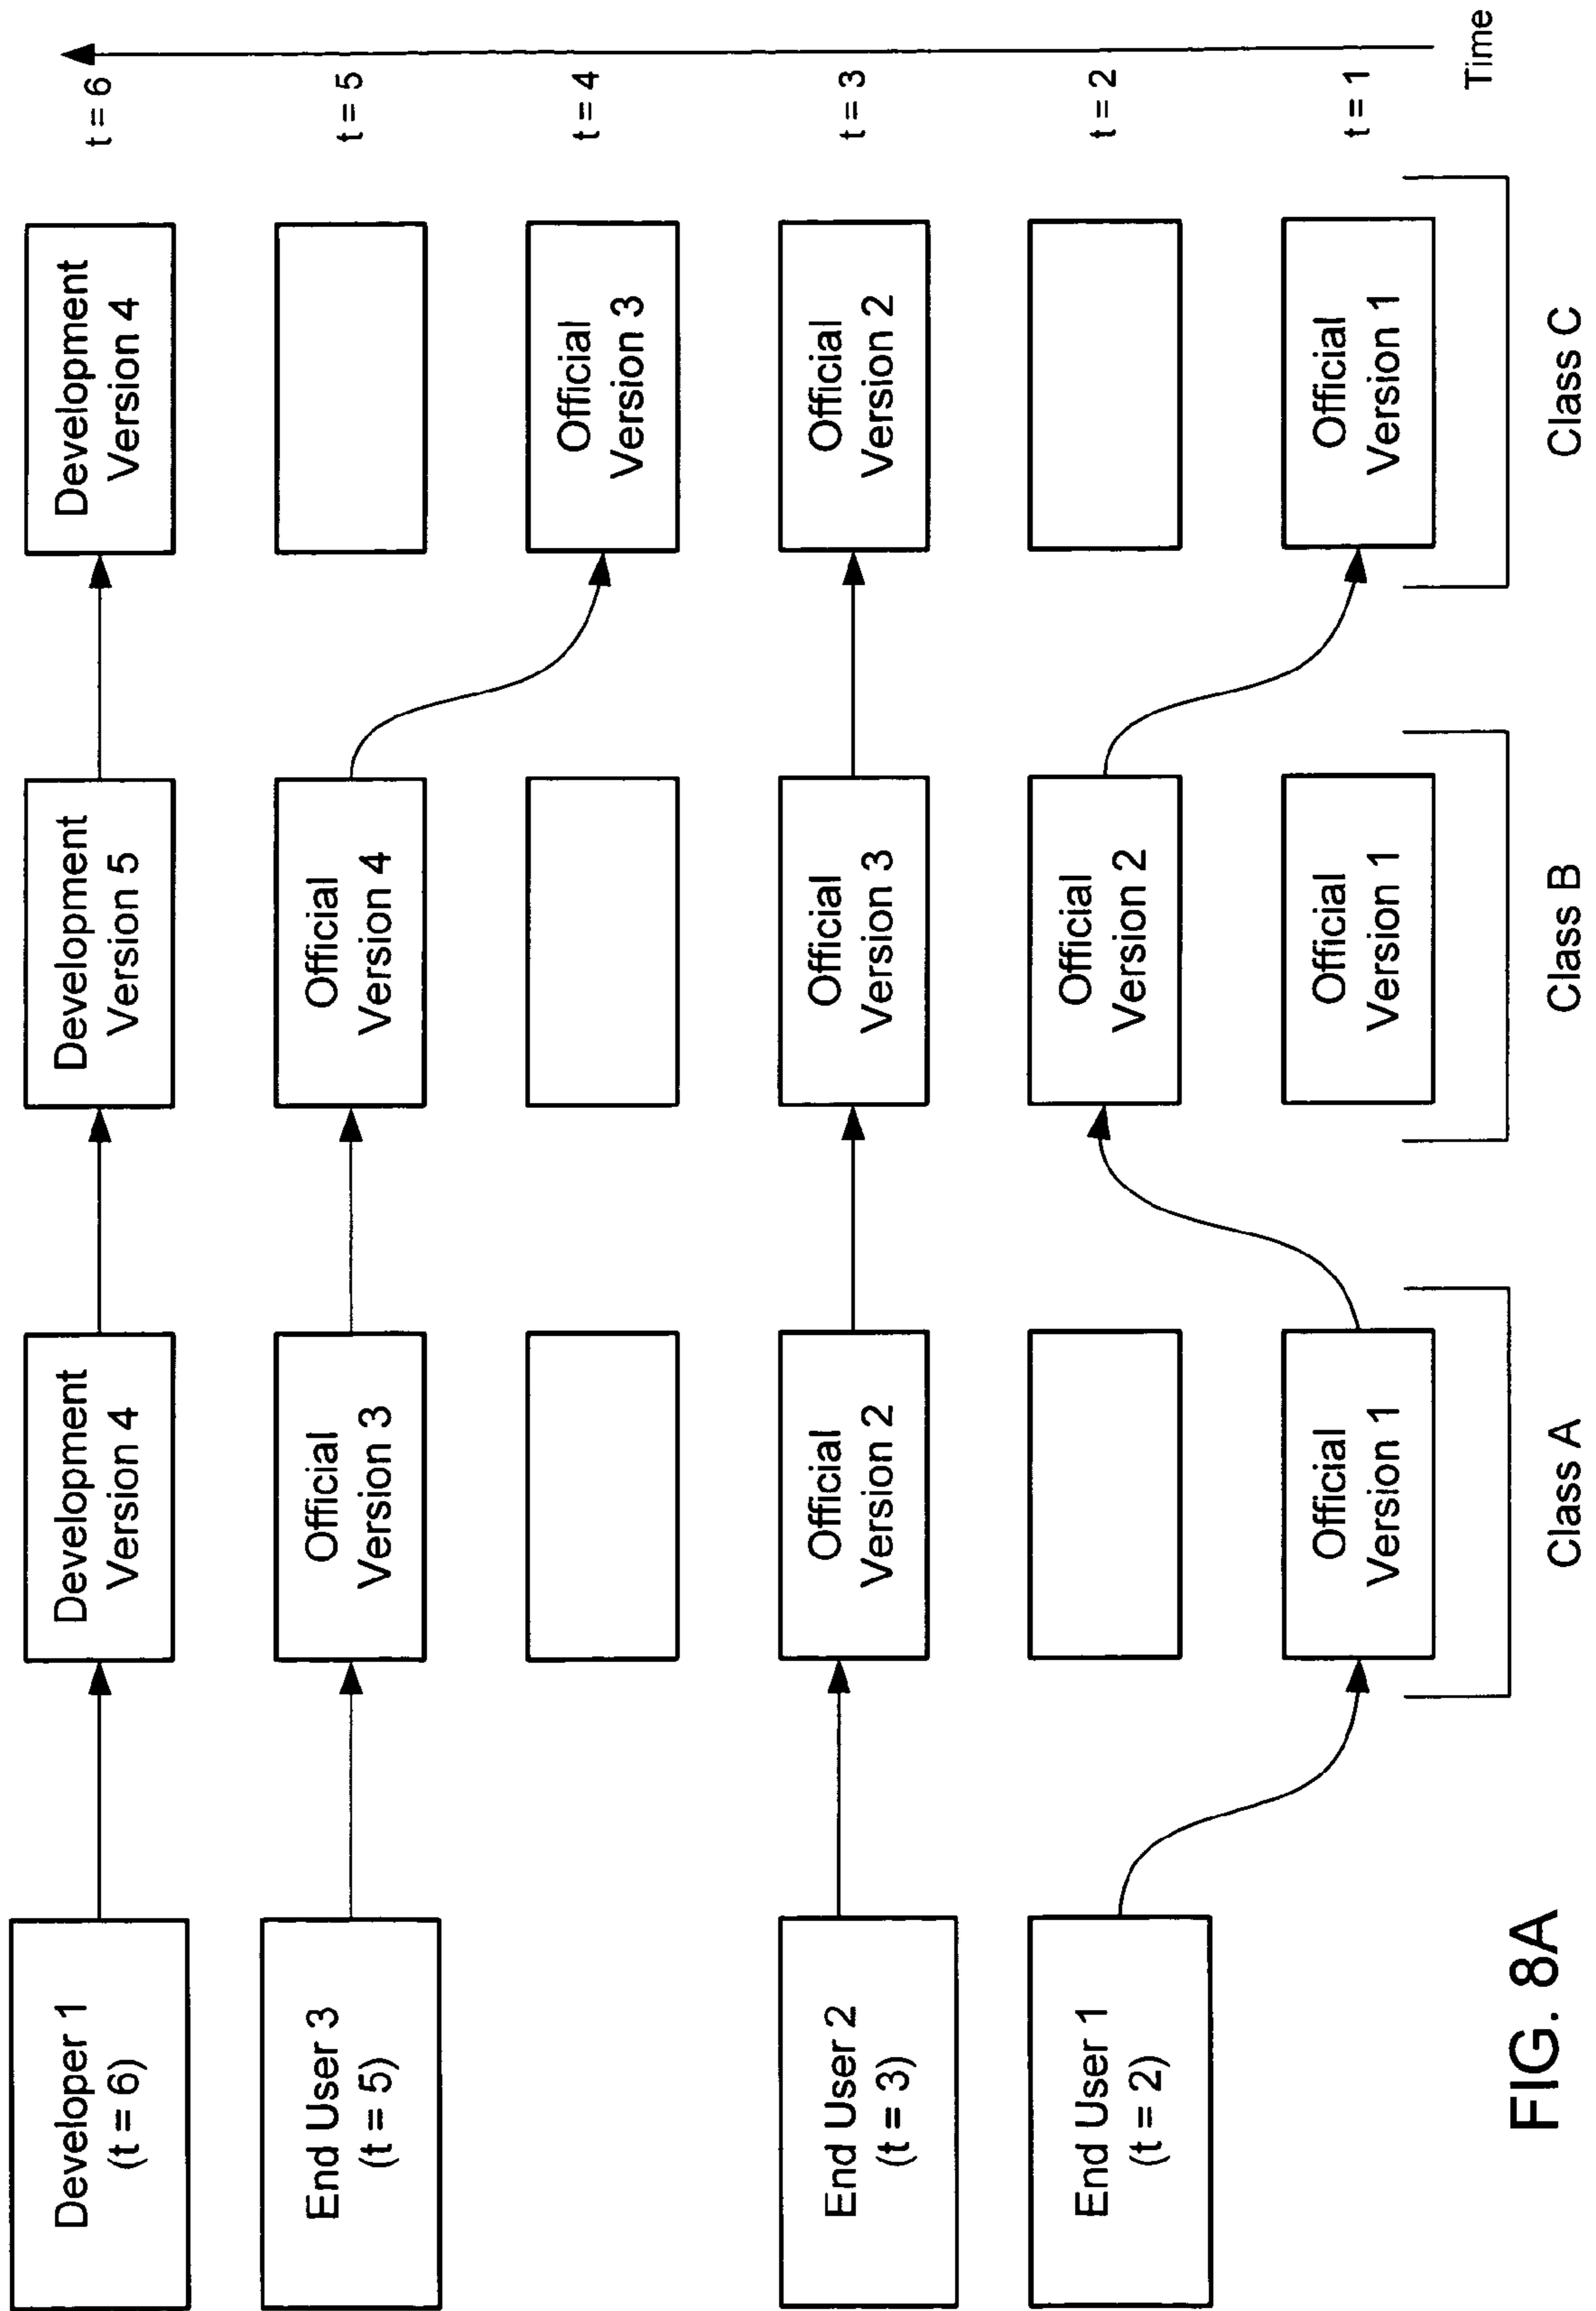 Developer 1
(t = 6)
Development
Version 4
Development
Version 5
Development
Version 4
t = 6
End User 3
(t = 5)
Official
Version 3
Official
Version 4
t = 5
Official
Version 3
t = 4
End User 2
(t = 3)
Official
Version 2
Official
Version 3
Official
Version 2
t = 3
End User 1
(t = 2)
Official
Version 2
t = 2
Official
Version 1
Official
Version 1
Official
Version 1
t = 1
Time
Class A
Class B
Class C
FIG. 8A